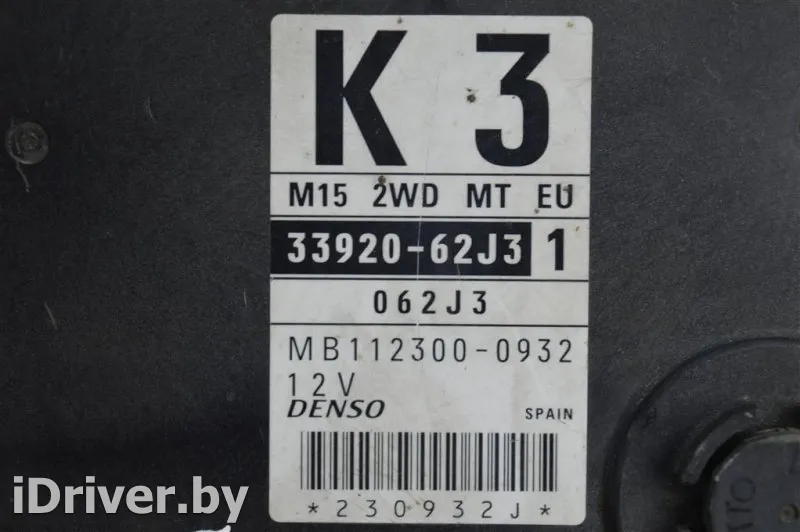 K 3
M15 2WD MT EU
33920-62J3 1
062J3
MB112300-0932
12V
DENSO SPAIN
*230932J*
iDriver.by